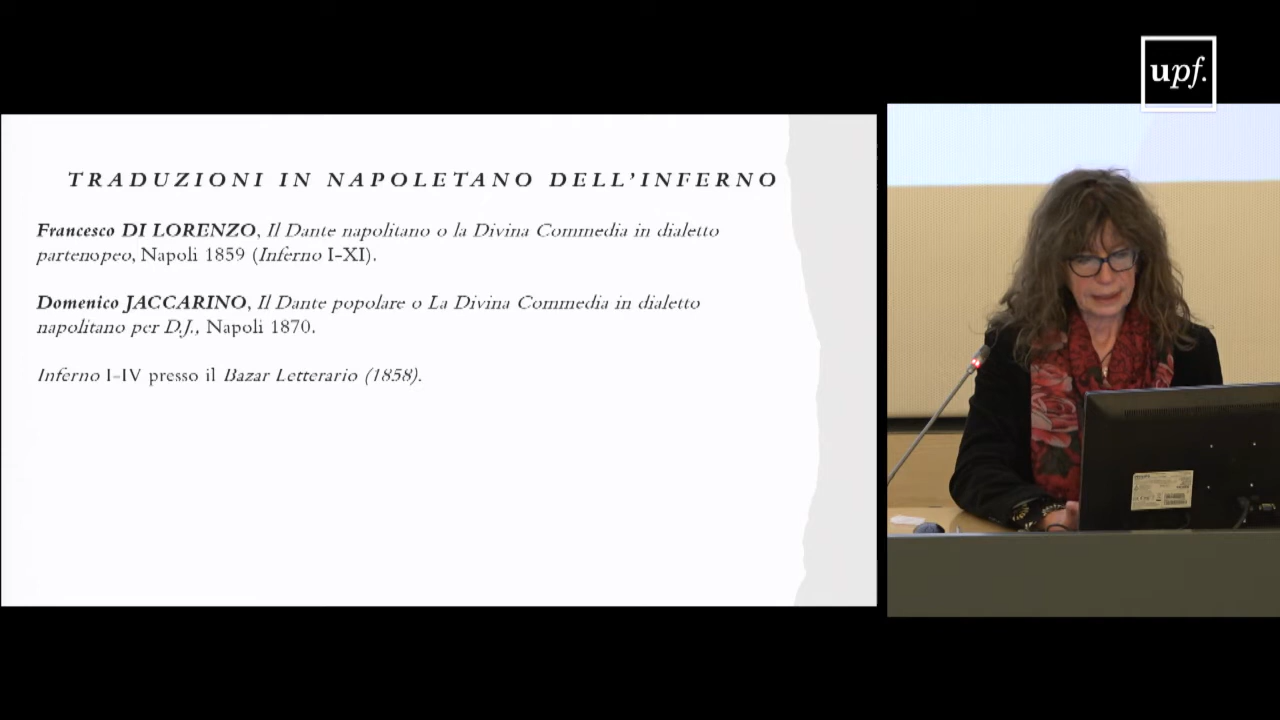 upf.
TRADUZIONI IN NAPOLETANO DELL'INFERNO
Francesco DI LORENZO, Il Dante napolitano o la Divina Commedia in dialetto
partenopeo, Napoli 1859 (Inferno I-XI).
Domenico JACCARINO, Il Dante popolare o La Divina Commedia in dialetto
napolitano per D.J., Napoli 1870.
Inferno I-IV presso il Bazar Letterario (1858).